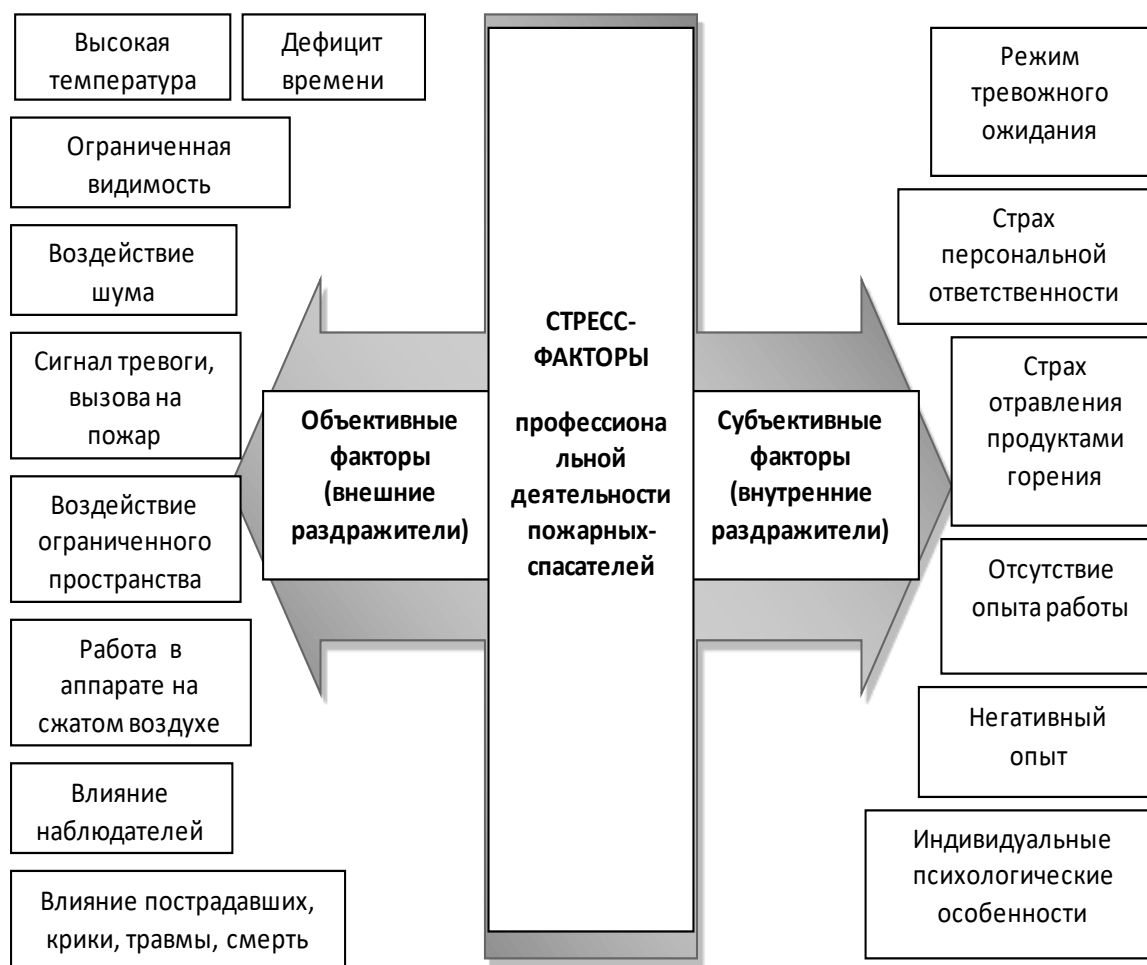 Высокая
температура
Дефицит
времени
Ограниченная
видимость
Воздействие
шума
Сигнал тревоги,
вызова на
пожар
Воздействие
ограниченного
пространства
Работа в
аппарате на
сжатом воздухе
Влияние
наблюдателей
Влияние пострадавших,
крики, травмы, смерть
Объективные
факторы
(внешние
раздражители)
СТРЕСС-
ФАКТОРЫ
профессиона
льной
деятельности
пожарных-
спасателей
Субъективные
факторы
(внутренние
раздражители)
Режим
тревожного
ожидания
Страх
персональной
ответственности
Страх
отравления
продуктами
горения
Отсутствие
опыта работы
Негативный
опыт
Индивидуальные
психологические
особенности